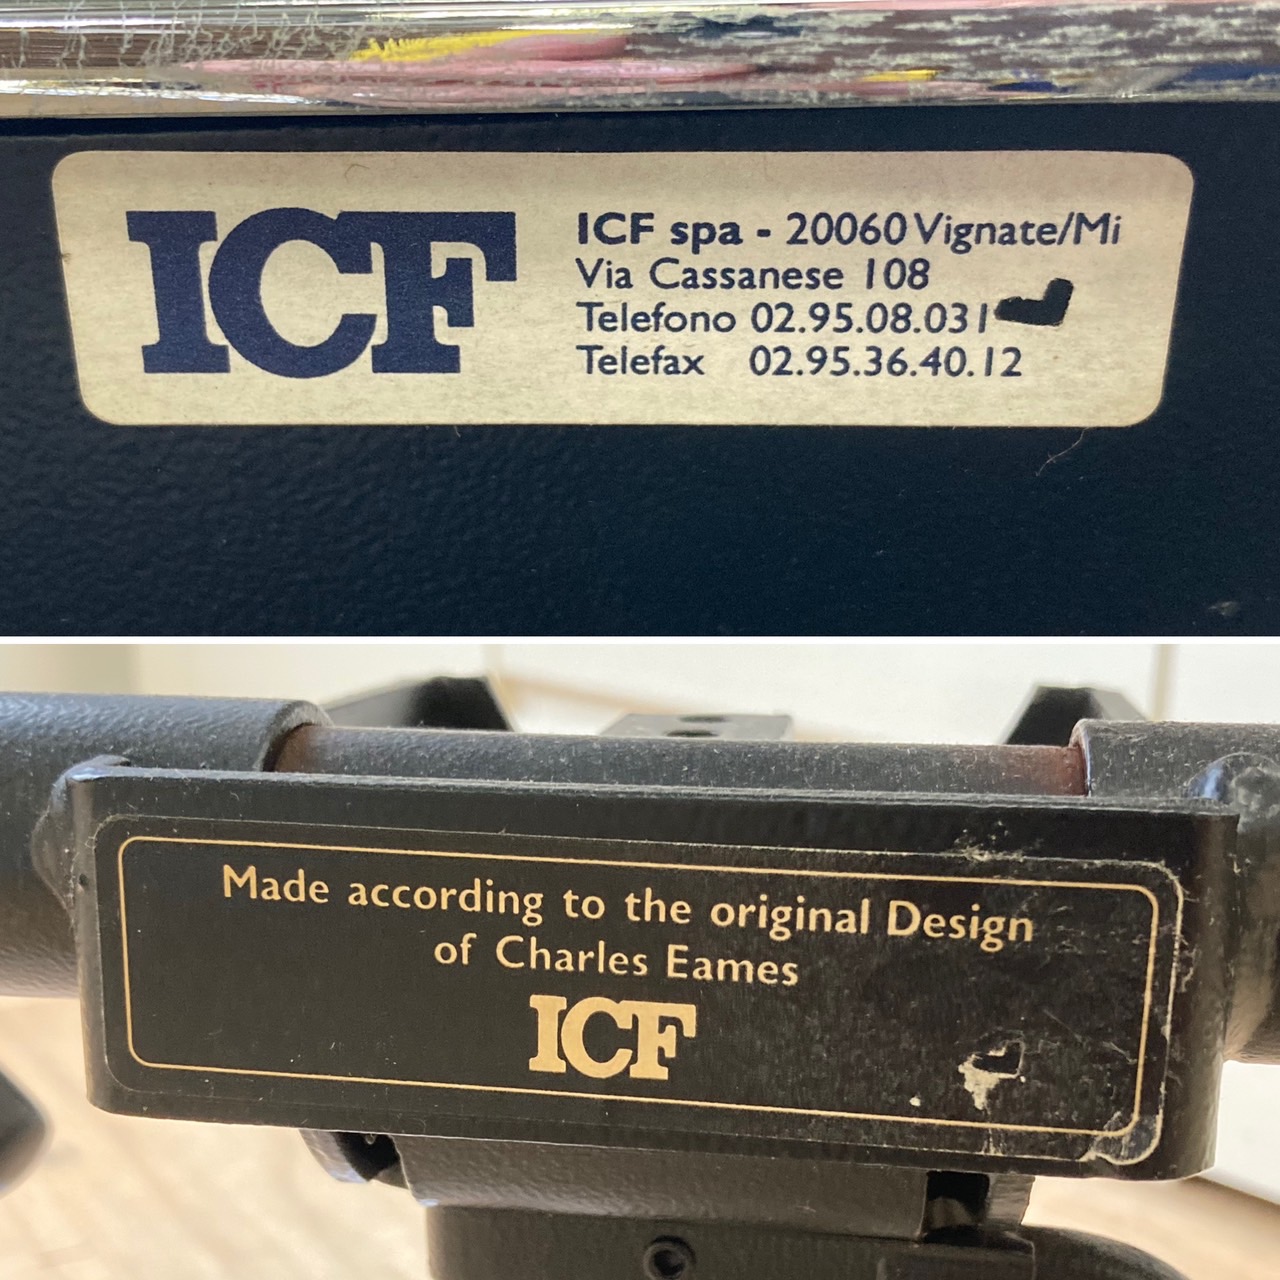 ICF
ICF spa - 20060 Vignate/Mi
Via Cassanese 108
Telefono 02.95.08.031
Telefax 02.95.36.40.12
Made according to the original Design
of Charles Eames
ICF